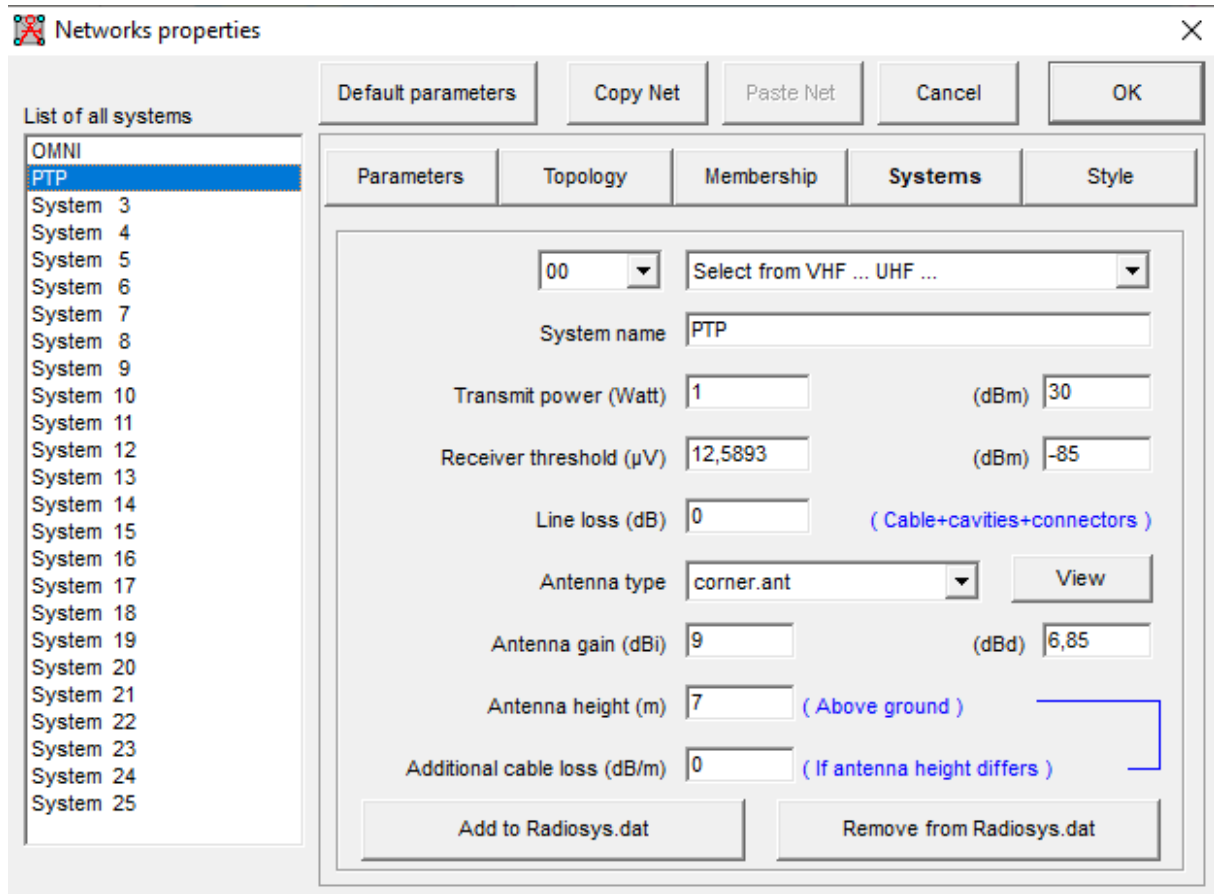 Networks properties
Default parameters Copy Net Paste Net Cancel OK
List of all systems
OMNI
PTP
System 3
System 4
System 5
System 6
System 7
System 8
System 9
System 10
System 11
System 12
System 13
System 14
System 15
System 16
System 17
System 18
System 19
System 20
System 21
System 22
System 23
System 24
System 25
Parameters Topology Membership Systems Style
00 Select from VHF ... UHF ...
System name PTP
Transmit power (Watt) 1 (dBm) 30
Receiver threshold (µV) 12,5893 (dBm) -85
Line loss (dB) 0 ( Cable+cavities+connectors )
Antenna type corner.ant View
Antenna gain (dBi) 9 (dBd) 6,85
Antenna height (m) 7 ( Above ground )
Additional cable loss (dB/m) 0 ( If antenna height differs )
Add to Radiosys.dat Remove from Radiosys.dat